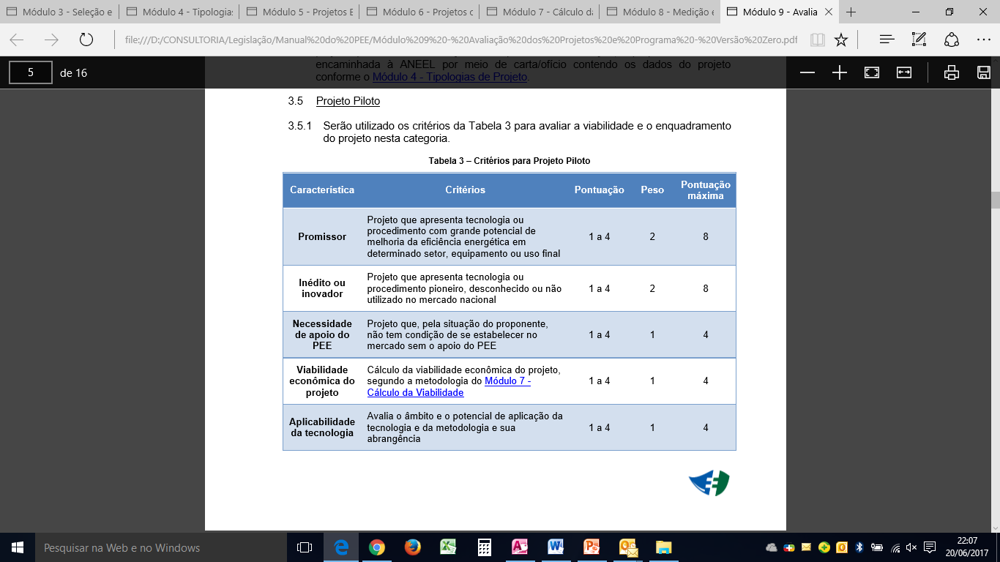 Módulo 3 - Seleção e
Módulo 4 - Tipologias
Módulo 5 - Projetos E
Módulo 6 - Projetos c
Módulo 7 - Cálculo da
Módulo 8 - Medição e
Módulo 9 - Avalia
file:///D:/CONSULTORIA/Legislação/Manual%20do%20PEE/Módulo%209%20-%20Avaliação%20dos%20Projetos%20e%20Programa%20-%20Versão%20Zero.pdf
5 de 16
encaminhada à ANEEL por meio de carta/ofício contendo os dados do projeto
conforme o Módulo 4 - Tipologias de Projeto.
3.5 Projeto Piloto
3.5.1 Serão utilizado os critérios da Tabela 3 para avaliar a viabilidade e o enquadramento
do projeto nesta categoria.
Tabela 3 – Critérios para Projeto Piloto
Característica Critérios Pontuação Peso Pontuação
máxima
Promissor
Projeto que apresenta tecnologia ou
procedimento com grande potencial de
melhoria da eficiência energética em
determinado setor, equipamento ou uso final
1 a 4 2 8
Inédito ou
inovador
Projeto que apresenta tecnologia ou
procedimento pioneiro, desconhecido ou não
utilizado no mercado nacional
1 a 4 2 8
Necessidade
de apoio do
PEE
Projeto que, pela situação do proponente,
não tem condição de se estabelecer no
mercado sem o apoio do PEE
1 a 4 1 4
Viabilidade
econômica do
projeto
Cálculo da viabilidade econômica do projeto,
segundo a metodologia do Módulo 7 -
Cálculo da Viabilidade
1 a 4 1 4
Aplicabilidade
da tecnologia
Avalia o âmbito e o potencial de aplicação da
tecnologia e da metodologia e sua
abrangência
1 a 4 1 4
Pesquisar na Web e no Windows
22:07
20/06/2017